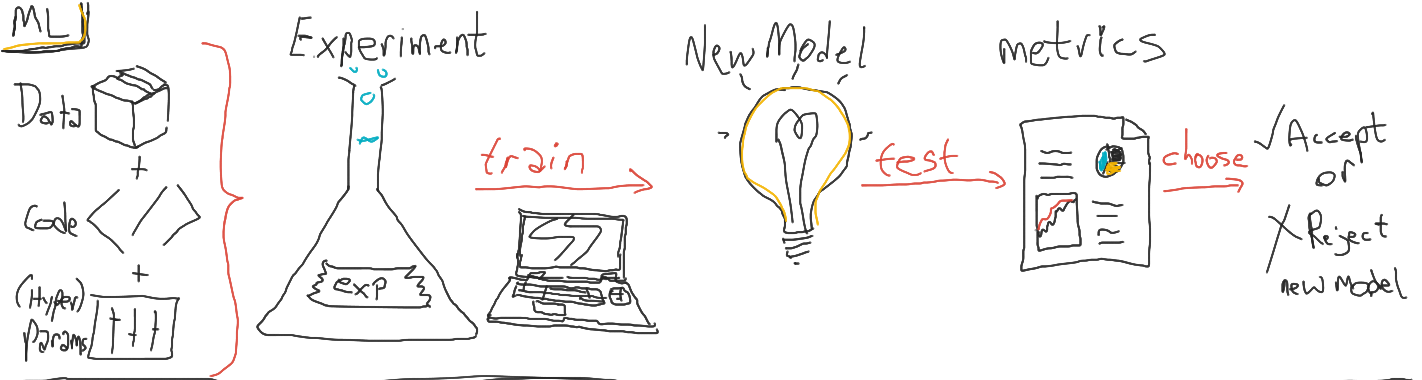 ML
Data
+
Code
+
(Hyper)
params
Experiment
exp
train
New Model
test
metrics
choose
Accept
or
Reject
new model